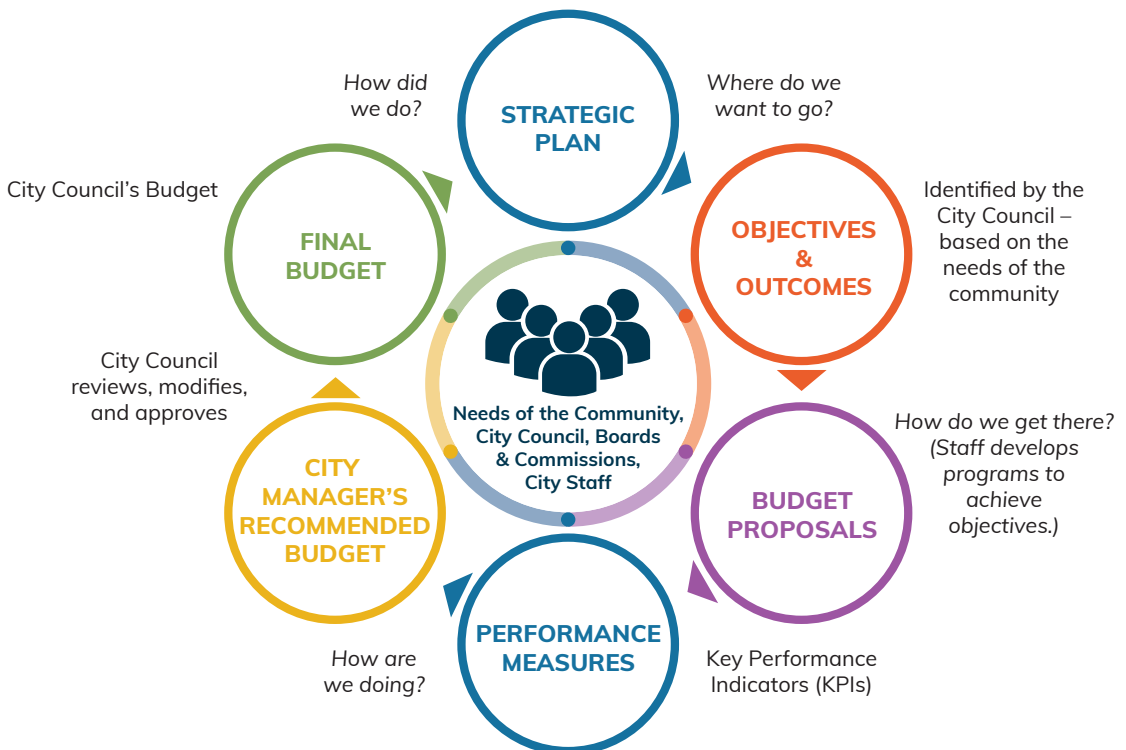 How did
we do?
STRATEGIC
PLAN
Where do we
want to go?
City Council’s Budget
FINAL
BUDGET
OBJECTIVES
&
OUTCOMES
Identified by the
City Council –
based on the
needs of the
community
City Council
reviews, modifies,
and approves
Needs of the Community,
City Council, Boards
& Commissions,
City Staff
How do we get there?
(Staff develops
programs to
achieve
objectives.)
CITY
MANAGER’S
RECOMMENDED
BUDGET
BUDGET
PROPOSALS
How are
we doing?
PERFORMANCE
MEASURES
Key Performance
Indicators (KPIs)